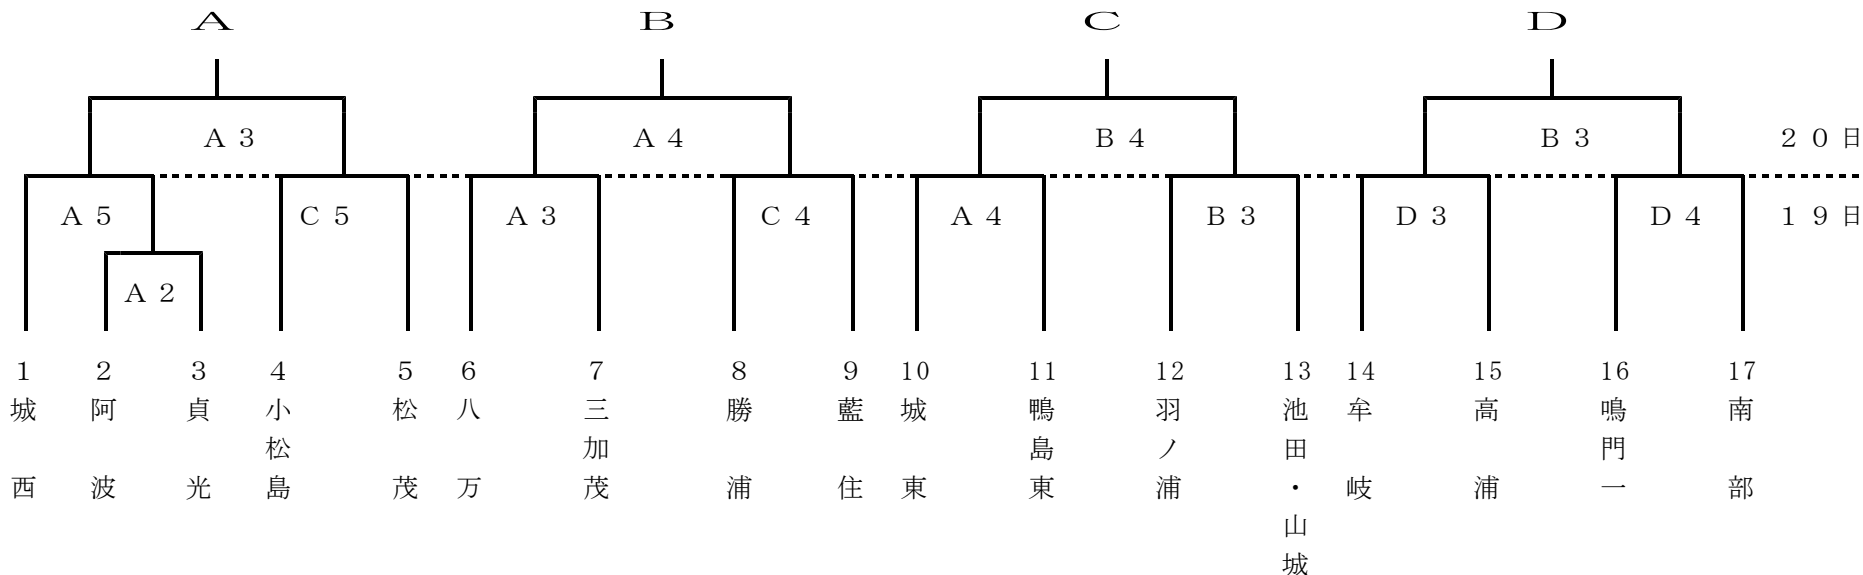 A B C D
A 3 A 4 B 4 B 3 20日
A 5 C 5 A 3 C 4 A 4 B 3 D 3 D 4 19日
A 2
1 2 3 4 5 6 7 8 9 10 11 12 13 14 15 16 17
城西
阿波
貞光
小松島
松茂
八万
三加茂
勝浦
藍住
城東
鴨島東
羽ノ浦
池田・山城
牟岐
高浦
鳴門一
南部